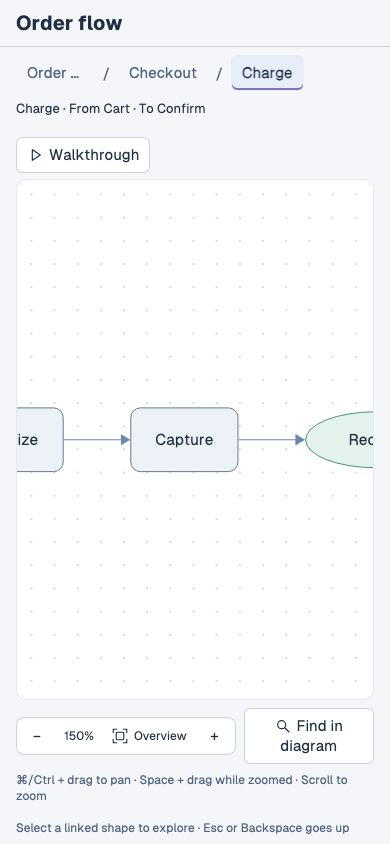 Order flow
Order ... / Checkout / Charge
Charge · From Cart · To Confirm
Walkthrough
ize
Capture
Rec
− 150% Overview +
Find in
diagram
⌘/Ctrl + drag to pan · Space + drag while zoomed · Scroll to
zoom
Select a linked shape to explore · Esc or Backspace goes up